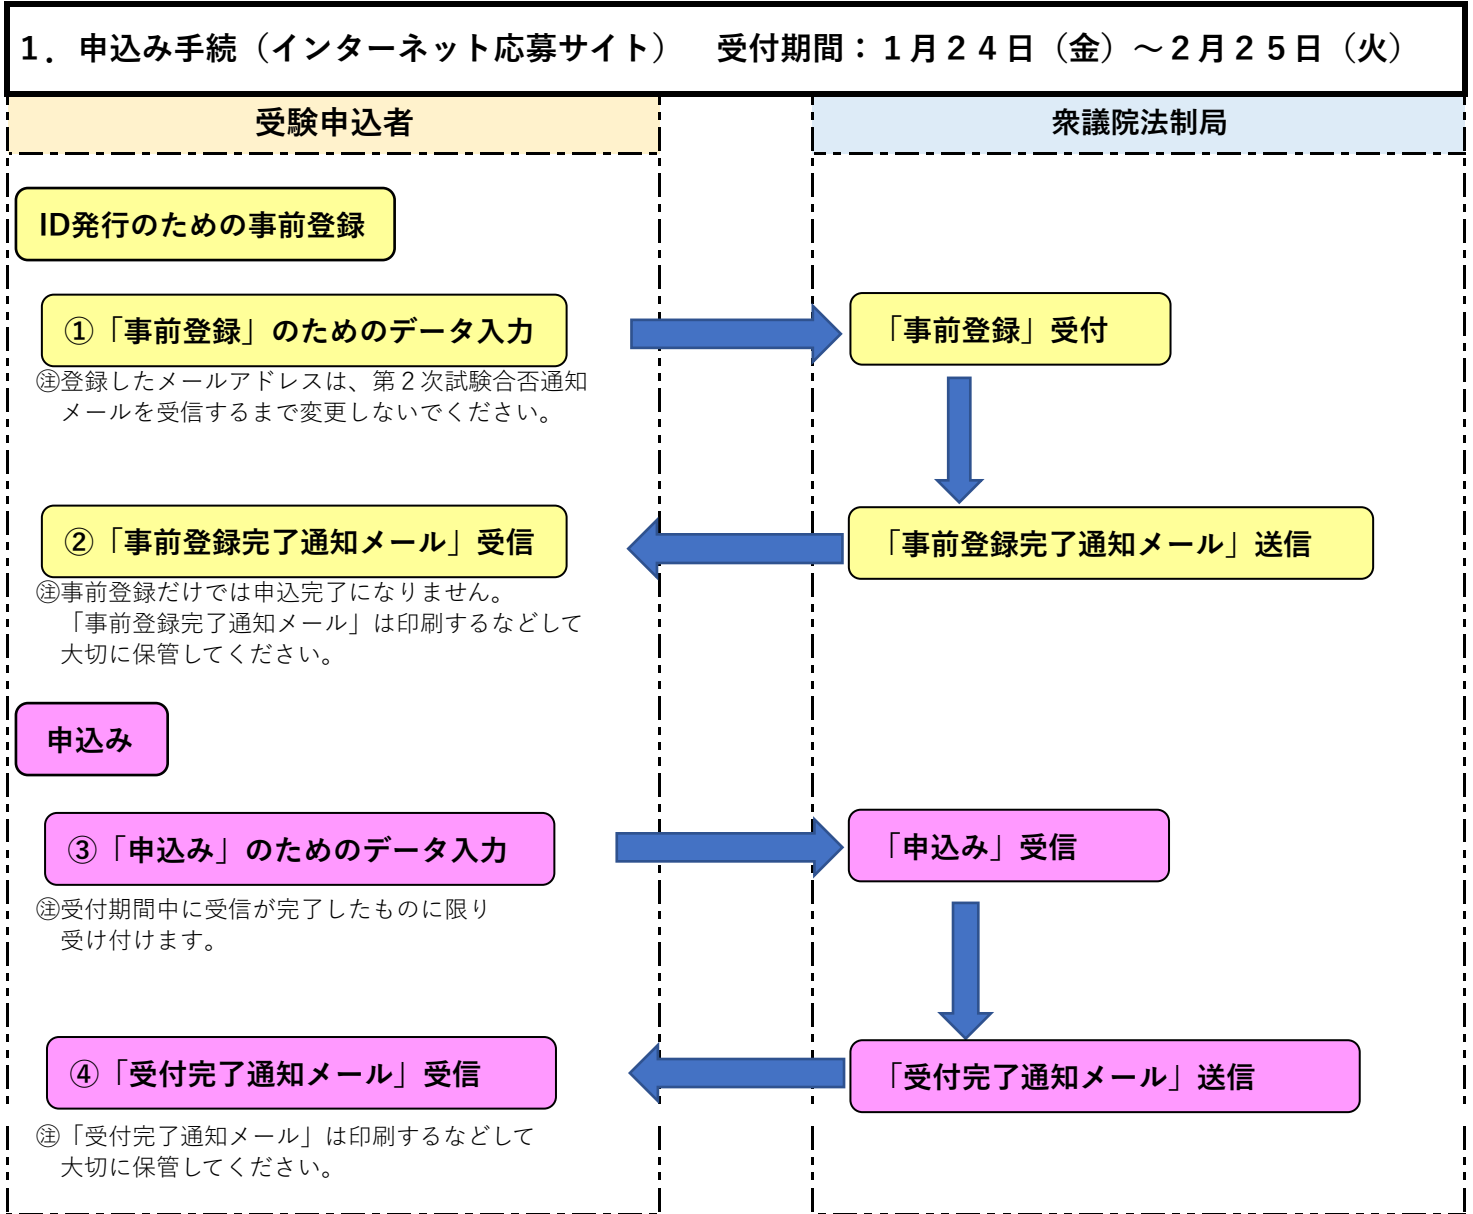 １．申込み手続（インターネット応募サイト）　受付期間：１月２４日（金）～２月２５日（火）
受験申込者
衆議院法制局
ID発行のための事前登録
①「事前登録」のためのデータ入力
「事前登録」受付
㊟登録したメールアドレスは、第２次試験合否通知
メールを受信するまで変更しないでください。
②「事前登録完了通知メール」受信
「事前登録完了通知メール」送信
㊟事前登録だけでは申込完了になりません。
「事前登録完了通知メール」は印刷するなどして
大切に保管してください。
申込み
③「申込み」のためのデータ入力
「申込み」受信
㊟受付期間中に受信が完了したものに限り
受け付けます。
④「受付完了通知メール」受信
「受付完了通知メール」送信
㊟「受付完了通知メール」は印刷するなどして
大切に保管してください。